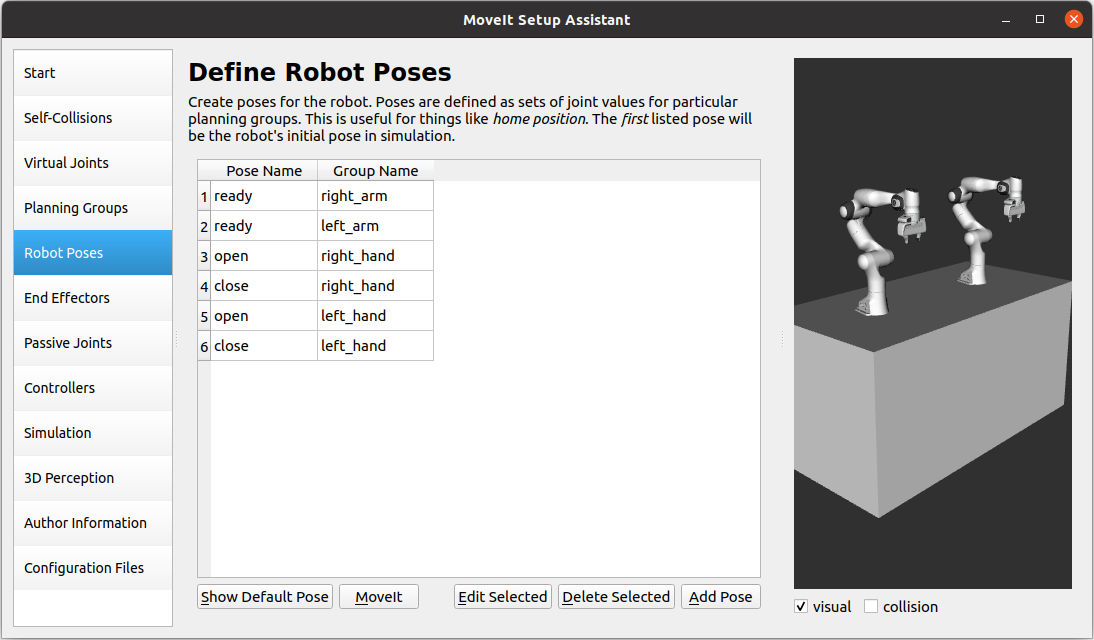 MoveIt Setup Assistant
Start
Self-Collisions
Virtual Joints
Planning Groups
Robot Poses
End Effectors
Passive Joints
Controllers
Simulation
3D Perception
Author Information
Configuration Files
Define Robot Poses
Create poses for the robot. Poses are defined as sets of joint values for particular
planning groups. This is useful for things like home position. The first listed pose will
be the robot's initial pose in simulation.
Pose Name Group Name
1 ready right_arm
2 ready left_arm
3 open right_hand
4 close right_hand
5 open left_hand
6 close left_hand
Show Default Pose MoveIt Edit Selected Delete Selected Add Pose
visual collision